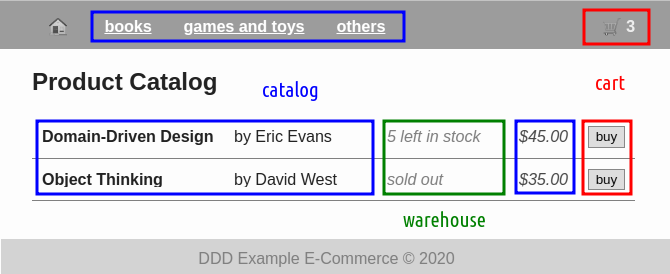 books games and toys others 3
Product Catalog
catalog
cart
Domain-Driven Design by Eric Evans 5 left in stock $45.00 buy
Object Thinking by David West sold out $35.00 buy
warehouse
DDD Example E-Commerce © 2020